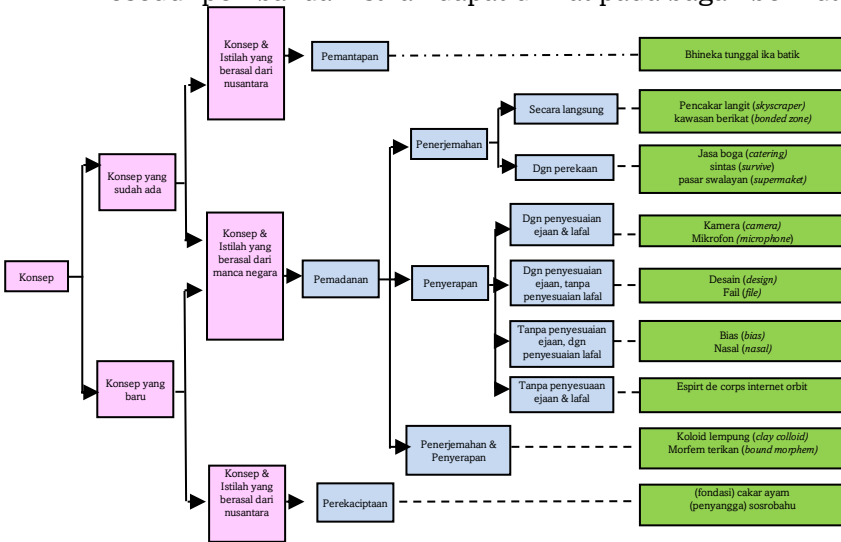 dapat pada bagan
Konsep
Konsep yang
sudah ada
Konsep yang
baru
Konsep &
Istilah yang
berasal dari
nusantara
Konsep &
Istilah yang
berasal dari
manca negara
Konsep &
Istilah yang
berasal dari
nusantara
Pemantapan
Pemadanan
Perekaciptaan
Penerjemahan
Penyerapan
Penerjemahan &
Penyerapan
Secara langsung
Dgn perekaan
Dgn penyesuaian
ejaan & lafal
Dgn penyesuaian
ejaan, tanpa
penyesuaian lafal
Tanpa penyesuaian
ejaan, dgn
penyesuaian lafal
Tanpa penyesuaan
ejaan & lafal
Bhineka tunggal ika batik
Pencakar langit (skyscraper)
kawasan berikat (bonded zone)
Jasa boga (catering)
sintas (survive)
pasar swalayan (supermaket)
Kamera (camera)
Mikrofon (microphone)
Desain (design)
Fail (file)
Bias (bias)
Nasal (nasal)
Espirt de corps internet orbit
Koloid lempung (clay colloid)
Morfem terikan (bound morphem)
(fondasi) cakar ayam
(penyangga) sosrobahu